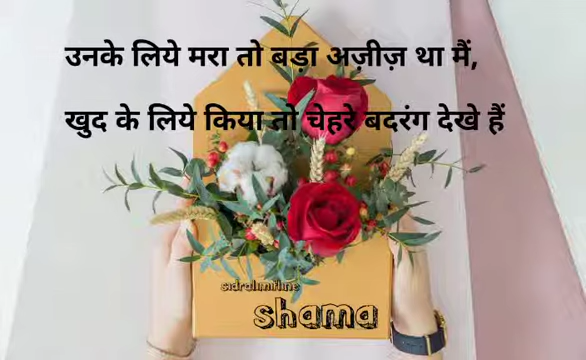 उनके लिये मरा तो बड़ा अज़ीज़ था मैं,
खुद के लिये किया तो चेहरे बदरंग देखे हैं
shama